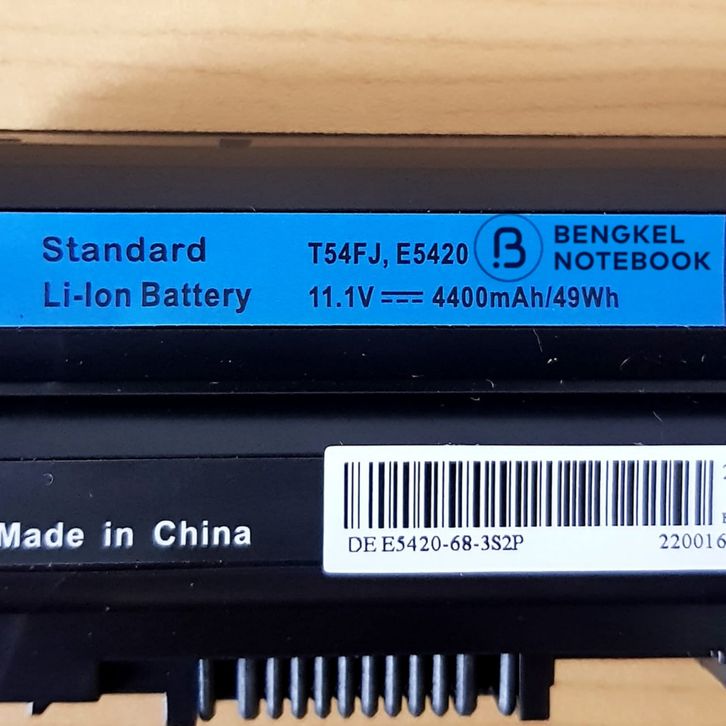 Standard
Li-Ion Battery
T54FJ, E5420
11.1V ⎓ 4400mAh/49Wh
B BENGKEL
NOTEBOOK
Made in China
DE E5420-68-3S2P
220016